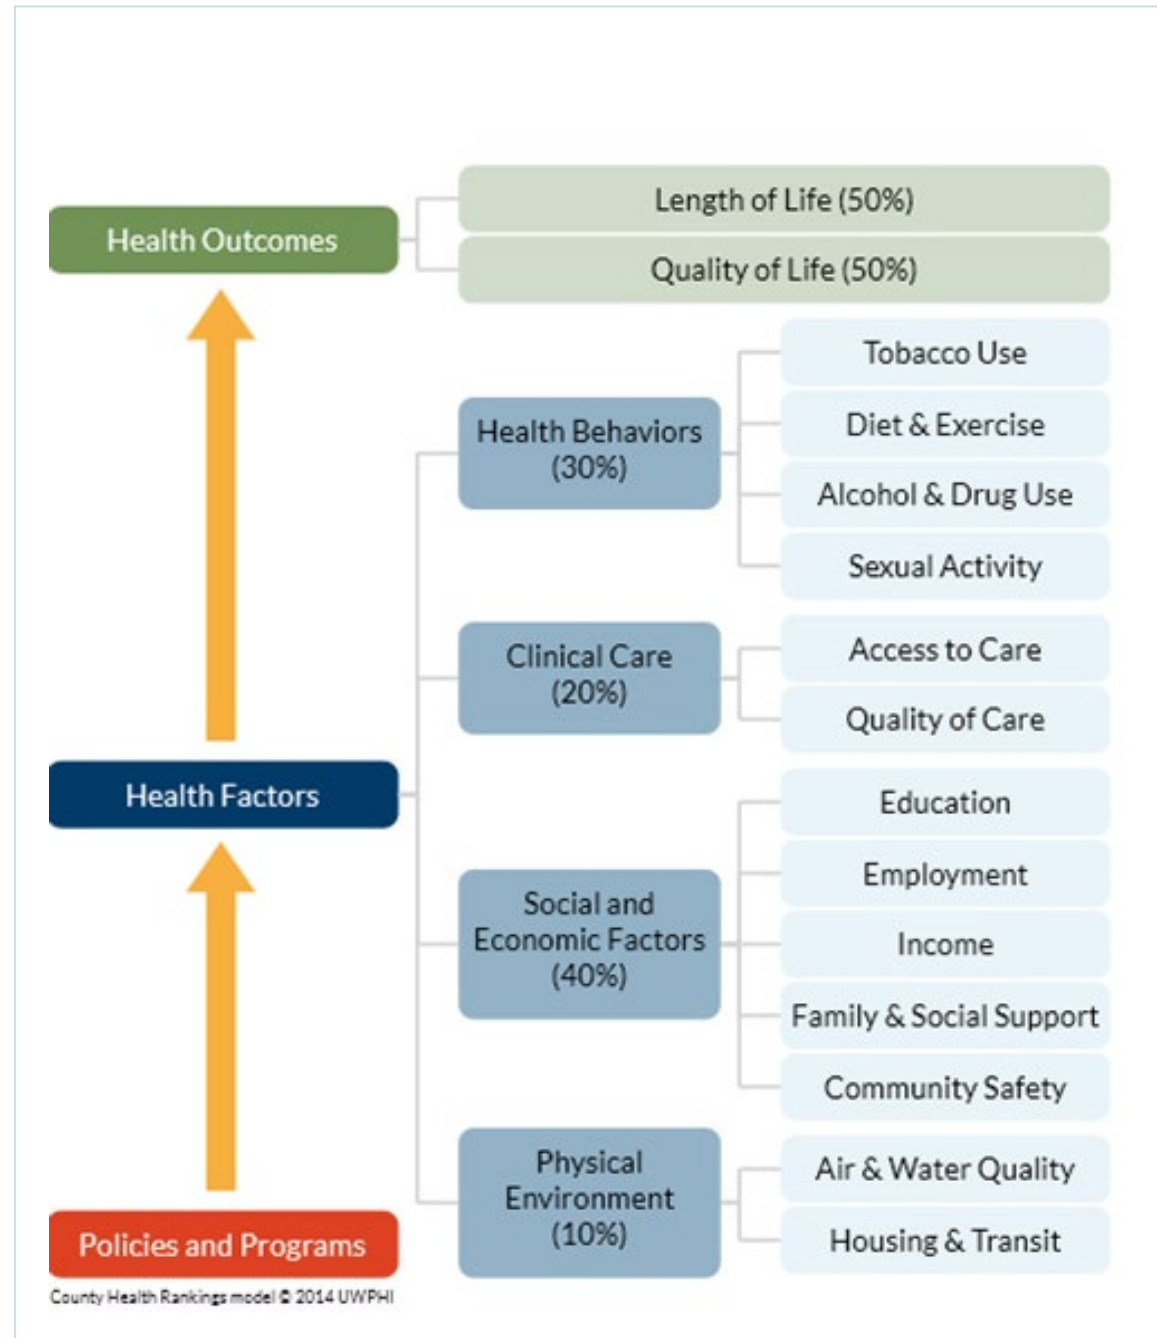 Health Outcomes
Length of Life (50%)
Quality of Life (50%)
Health Factors
Health Behaviors
(30%)
Tobacco Use
Diet & Exercise
Alcohol & Drug Use
Sexual Activity
Clinical Care
(20%)
Access to Care
Quality of Care
Social and
Economic Factors
(40%)
Education
Employment
Income
Family & Social Support
Community Safety
Physical
Environment
(10%)
Air & Water Quality
Housing & Transit
Policies and Programs
County Health Rankings model © 2014 UWPHI